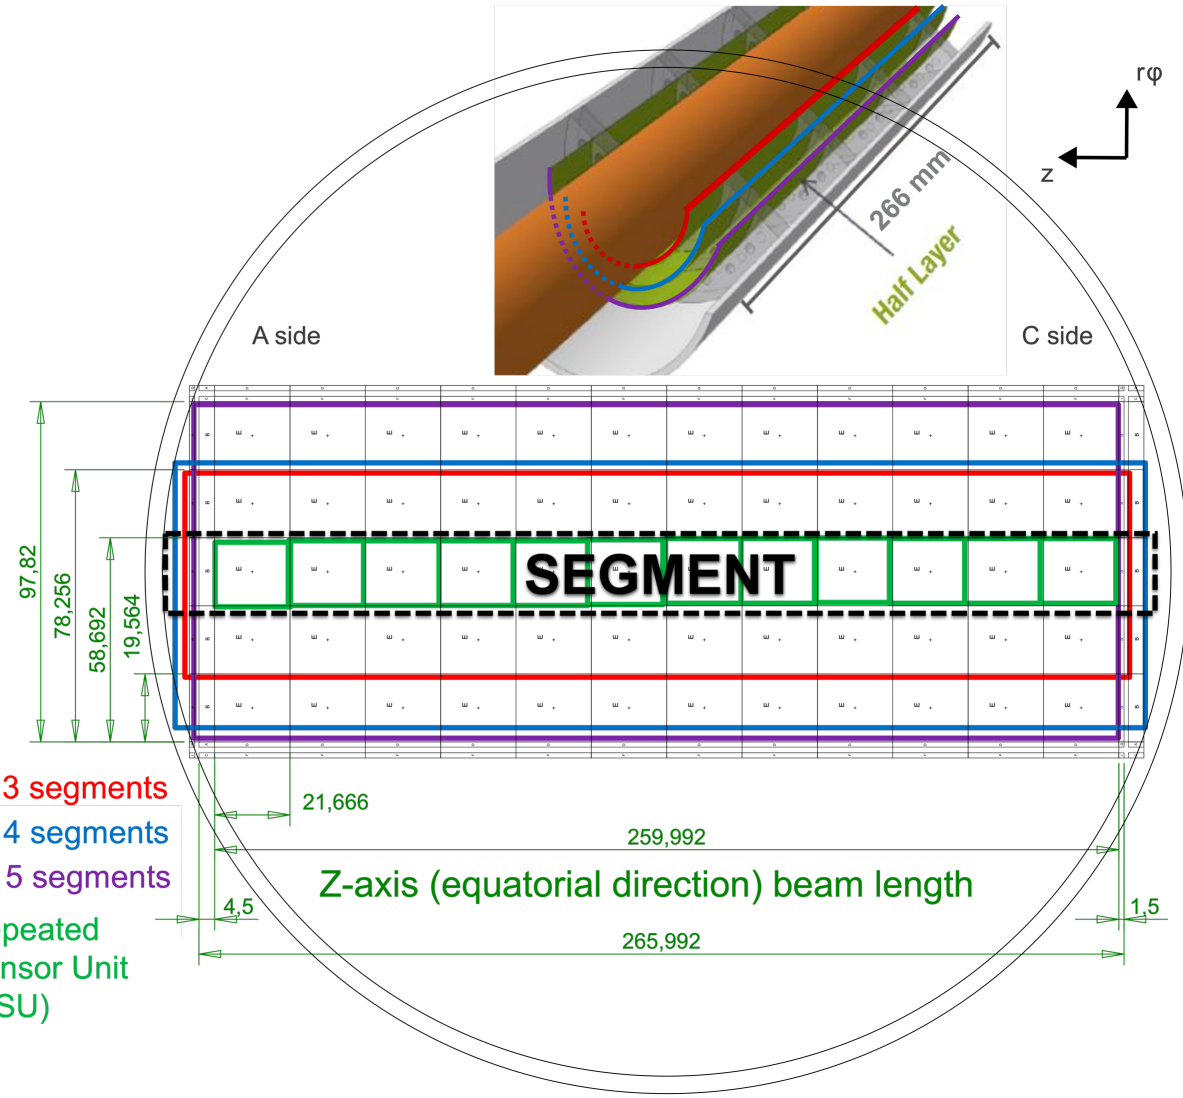 rφ
z
266 mm
Half Layer
A side
C side
SEGMENT
97,82
78,256
58,692
19,564
3 segments
4 segments
5 segments
peated
nsor Unit
SU)
21,666
259,992
Z-axis (equatorial direction) beam length
4,5
1,5
265,992
E E E E E E E E E E E E
E E E E E E E E E E E E
E E E E E E E E E E E
E E E E E E E E E E E E
E E E E E E E E E E E E